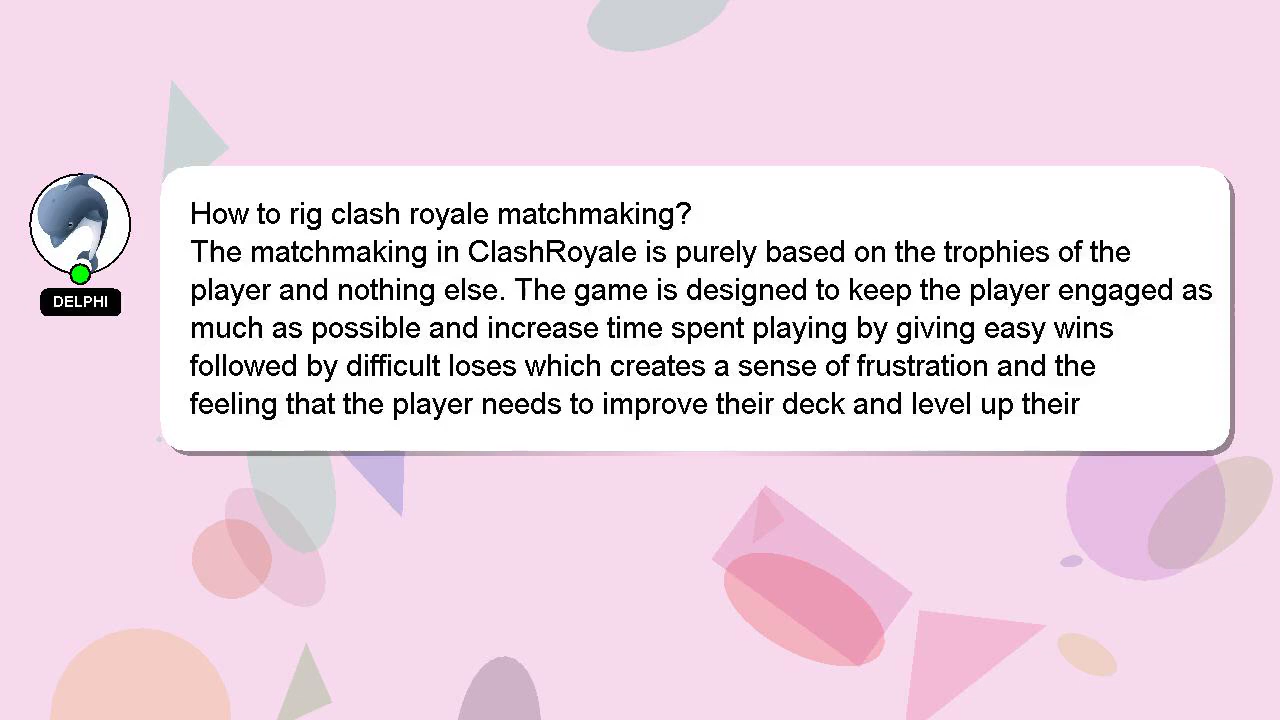 How to rig clash royale matchmaking?
The matchmaking in ClashRoyale is purely based on the trophies of the
player and nothing else. The game is designed to keep the player engaged as
much as possible and increase time spent playing by giving easy wins
followed by difficult loses which creates a sense of frustration and the
feeling that the player needs to improve their deck and level up their
DELPHI